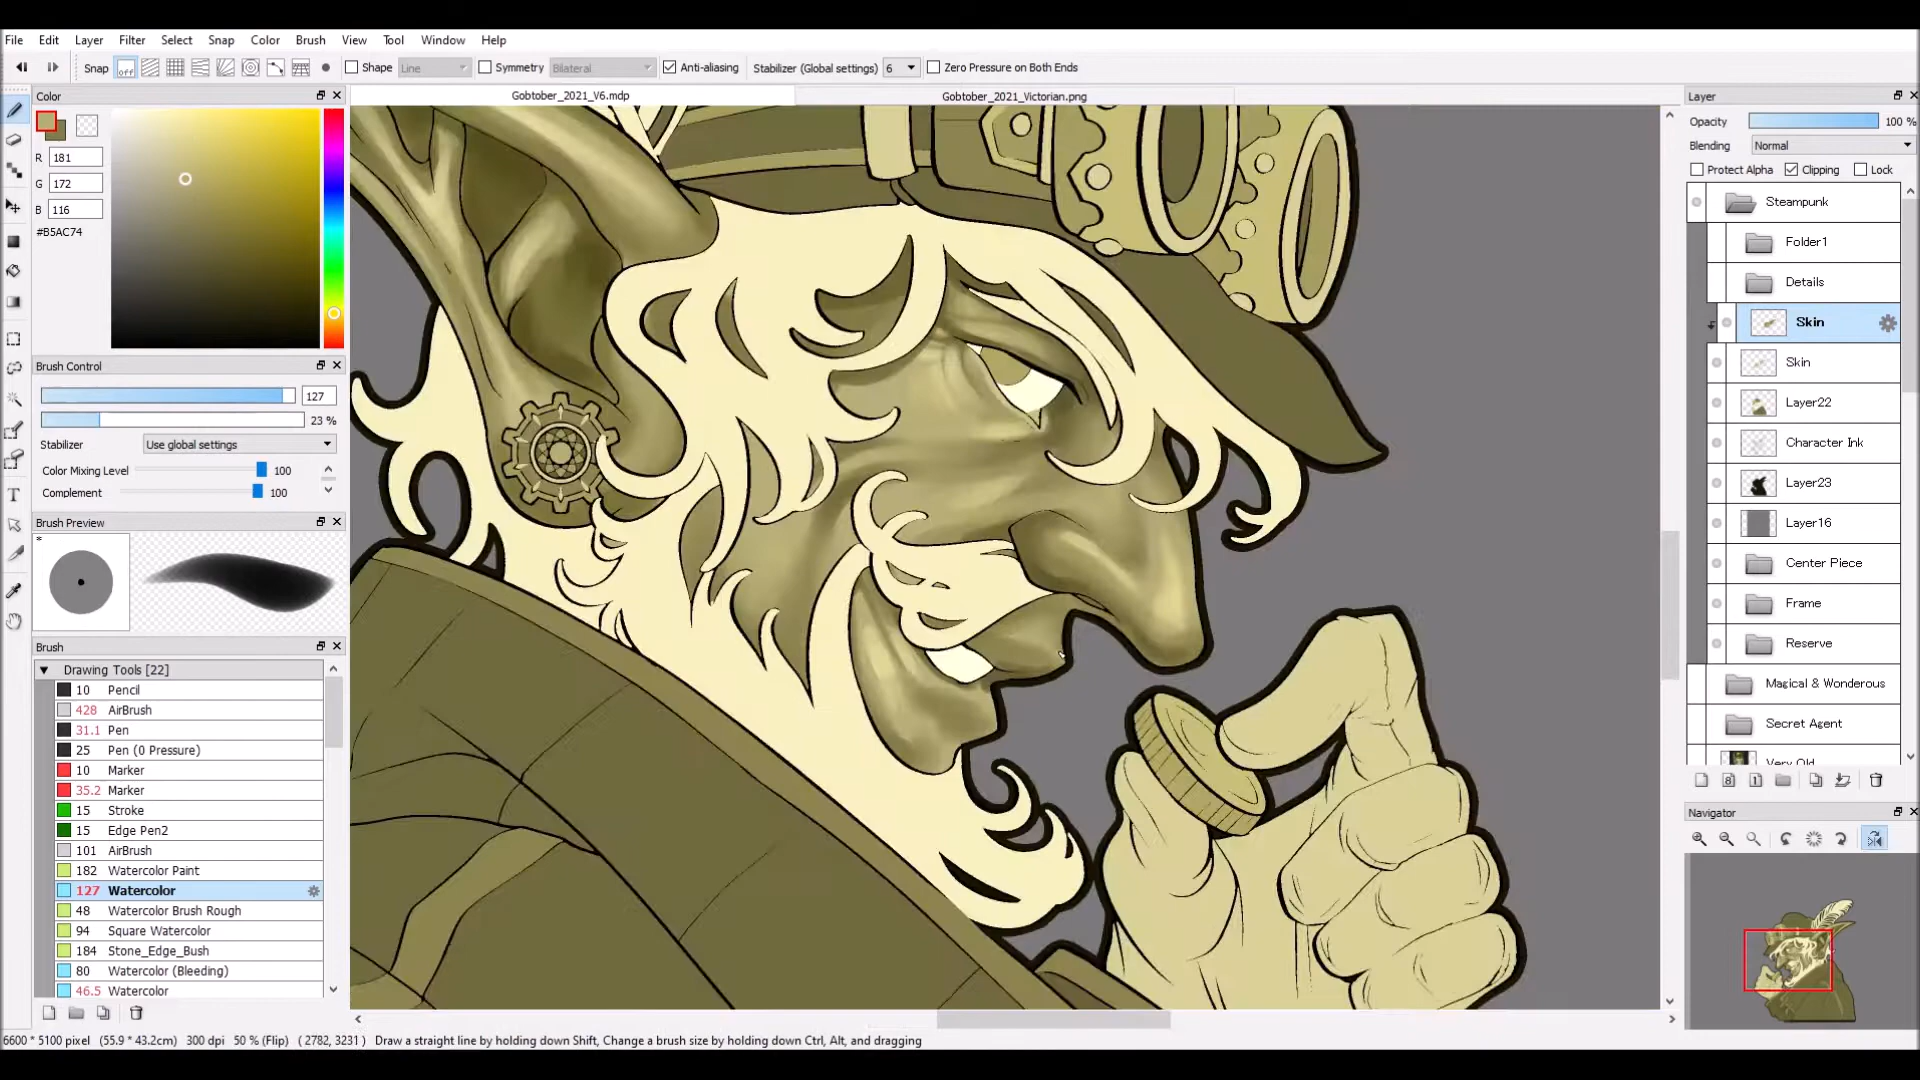 File Edit Layer Filter Select Snap Color Brush View Tool Window Help
Snap off Shape Line Symmetry Bilateral Anti-aliasing Stabilizer (Global settings) 6 Zero Pressure on Both Ends
Color
Gobtober_2021_V6.mdp
Gobtober_2021_Victorian.png
R 181
G 172
B 116
#B5AC74
Brush Control
127
23 %
Stabilizer Use global settings
Color Mixing Level 100
Complement 100
Brush Preview
*
Brush
Drawing Tools [22]
10 Pencil
428 AirBrush
31.1 Pen
25 Pen (0 Pressure)
10 Marker
35.2 Marker
15 Stroke
15 Edge Pen2
101 AirBrush
182 Watercolor Paint
127 Watercolor
48 Watercolor Brush Rough
94 Square Watercolor
184 Stone_Edge_Bush
80 Watercolor (Bleeding)
46.5 Watercolor
Layer
Opacity 100 %
Blending Normal
Protect Alpha Clipping Lock
Steampunk
Folder1
Details
Skin
Skin
Layer22
Character Ink
Layer23
Layer16
Center Piece
Frame
Reserve
Magical & Wonderous
Secret Agent
Very Old
8 1
Navigator
6600 * 5100 pixel (55.9 * 43.2cm) 300 dpi 50 % (Flip) ( 2782, 3231 ) Draw a straight line by holding down Shift, Change a brush size by holding down Ctrl, Alt, and dragging